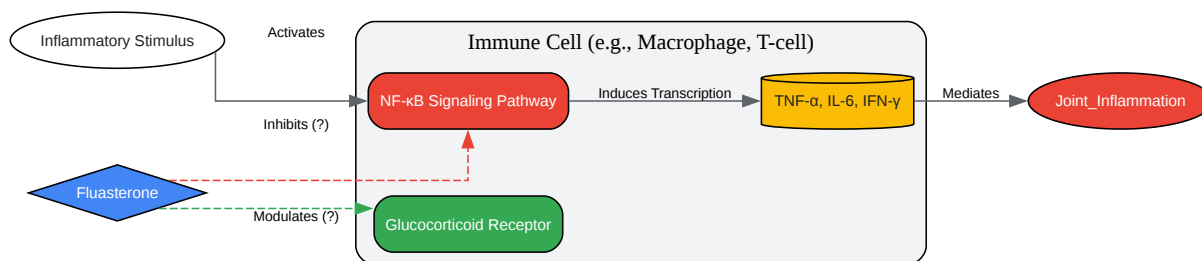 Inflammatory Stimulus
Activates
Immune Cell (e.g., Macrophage, T-cell)
NF-κB Signaling Pathway
Induces Transcription
TNF-α, IL-6, IFN-γ
Mediates
Joint_Inflammation
Inhibits (?)
Fluasterone
Modulates (?)
Glucocorticoid Receptor